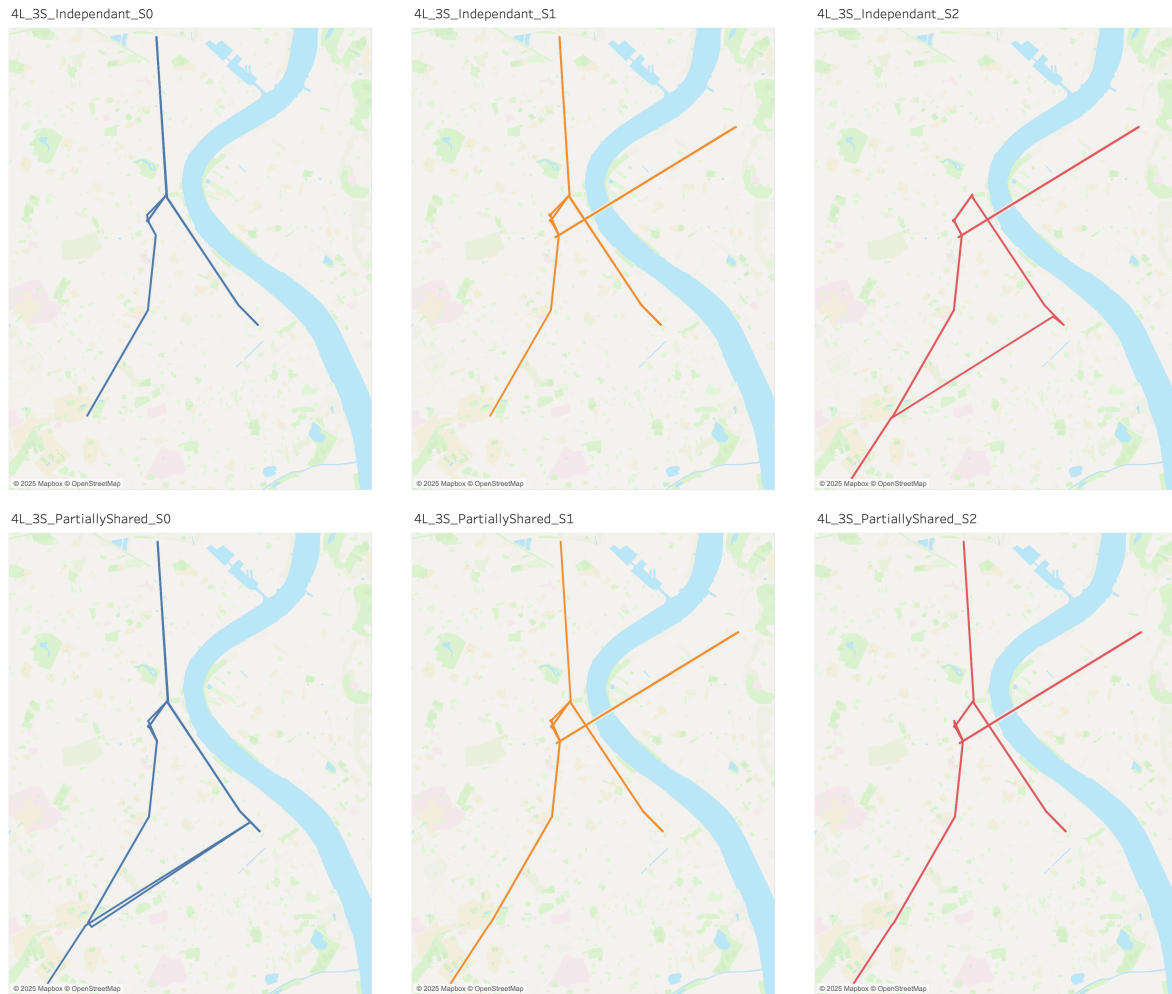 4L_3S_Independant_S0
4L_3S_Independant_S1
4L_3S_Independant_S2
© 2025 Mapbox © OpenStreetMap
© 2025 Mapbox © OpenStreetMap
© 2025 Mapbox © OpenStreetMap
4L_3S_PartiallyShared_S0
4L_3S_PartiallyShared_S1
4L_3S_PartiallyShared_S2
© 2025 Mapbox © OpenStreetMap
© 2025 Mapbox © OpenStreetMap
© 2025 Mapbox © OpenStreetMap